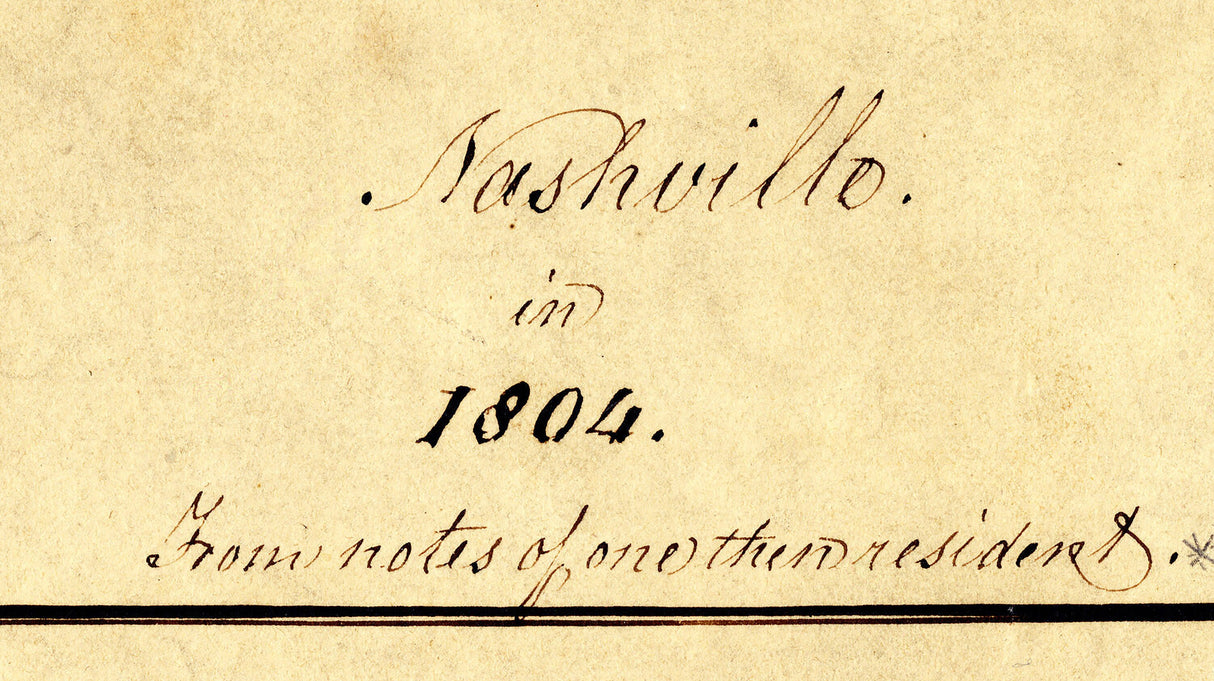 Nashville.
in
1804.
From notes of one then resident.*